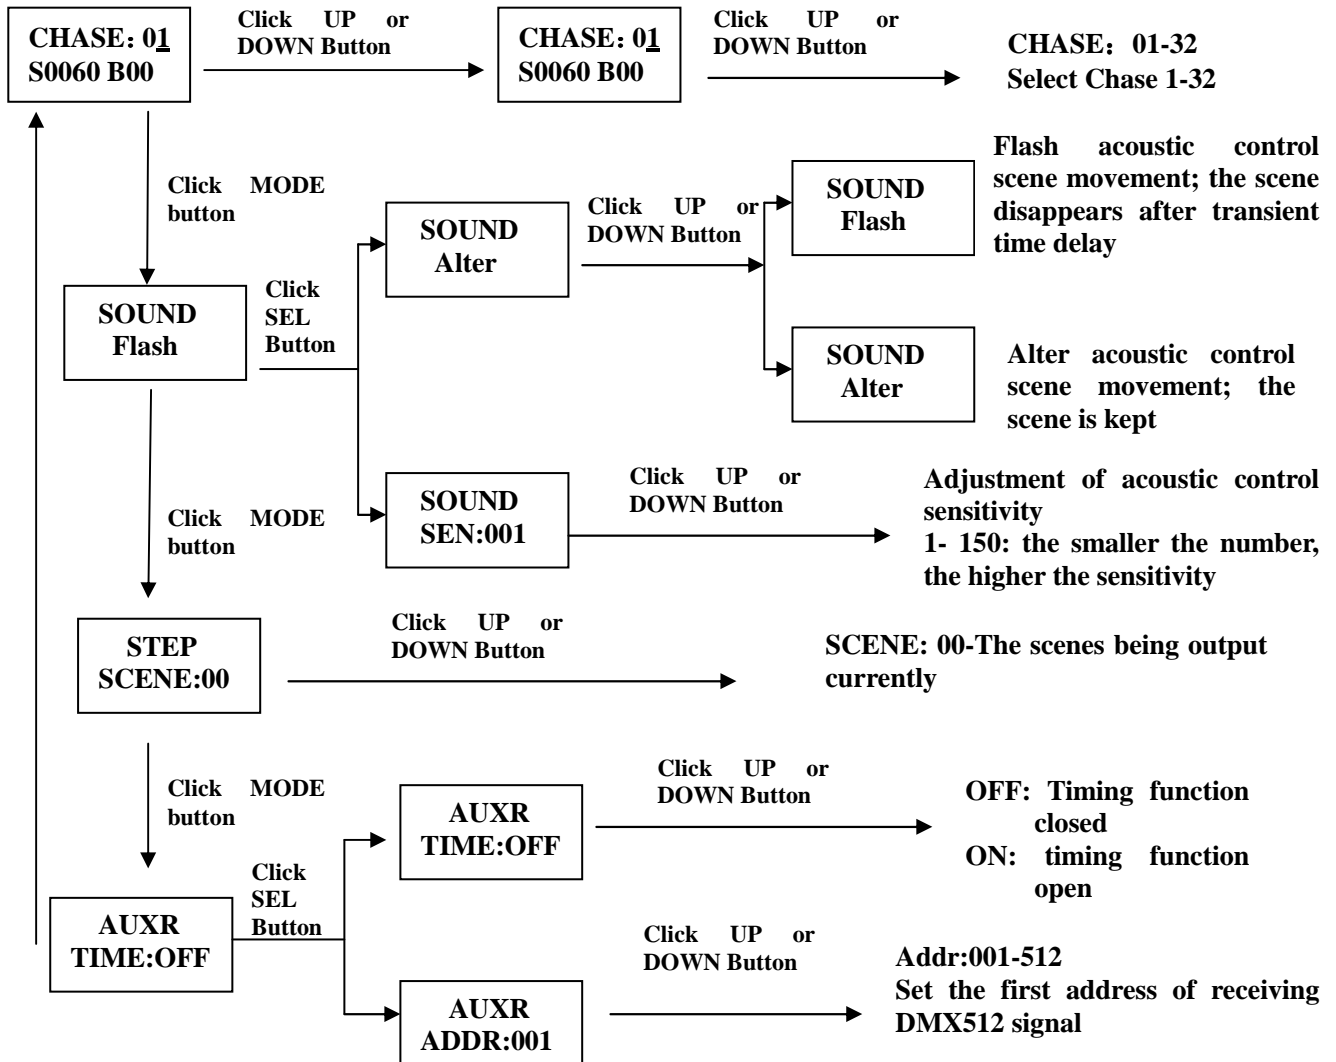 CHASE：01
S0060 B00
Click UP or
DOWN Button
CHASE：01
S0060 B00
Click UP or
DOWN Button
CHASE：01-32
Select Chase 1-32
Click MODE
button
SOUND
Flash
Click
SEL
Button
SOUND
Alter
Click UP or
DOWN Button
SOUND
Flash
Flash acoustic control
scene movement; the scene
disappears after transient
time delay
SOUND
Alter
Alter acoustic control
scene movement; the
scene is kept
SOUND
SEN:001
Click UP or
DOWN Button
Adjustment of acoustic control
sensitivity
1- 150: the smaller the number,
the higher the sensitivity
Click MODE
button
STEP
SCENE:00
Click UP or
DOWN Button
SCENE: 00-The scenes being output
currently
Click MODE
button
AUXR
TIME:OFF
Click
SEL
Button
AUXR
TIME:OFF
Click UP or
DOWN Button
OFF: Timing function
closed
ON: timing function
open
AUXR
ADDR:001
Click UP or
DOWN Button
Addr:001-512
Set the first address of receiving
DMX512 signal